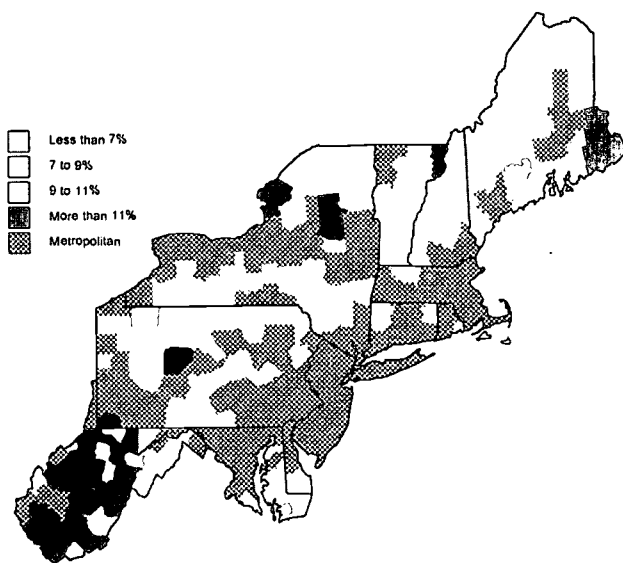 Less than 7%
7 to 9%
9 to 11%
More than 11%
Metropolitan